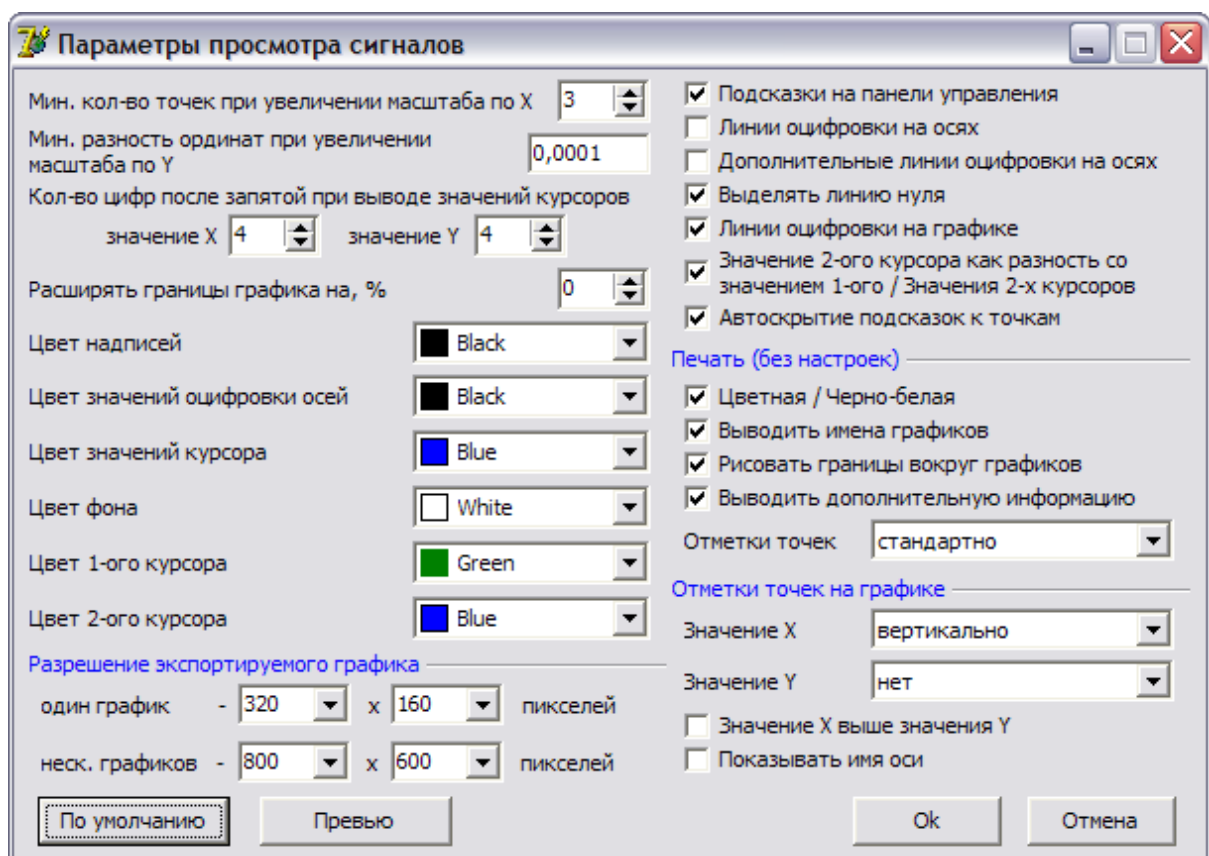 Параметры просмотра сигналов
Мин. кол-во точек при увеличении масштаба по X 3
Мин. разность ординат при увеличении
масштаба по Y 0,0001
Кол-во цифр после запятой при выводе значений курсоров
значение X 4 значение Y 4
Расширять границы графика на, % 0
Цвет надписей Black
Цвет значений оцифровки осей Black
Цвет значений курсора Blue
Цвет фона White
Цвет 1-ого курсора Green
Цвет 2-ого курсора Blue
Разрешение экспортируемого графика
один график - 320 x 160 пикселей
неск. графиков - 800 x 600 пикселей
По умолчанию Превью
Подсказки на панели управления
Линии оцифровки на осях
Дополнительные линии оцифровки на осях
Выделять линию нуля
Линии оцифровки на графике
Значение 2-ого курсора как разность со
значением 1-ого / Значения 2-х курсоров
Автоскрытие подсказок к точкам
Печать (без настроек)
Цветная / Черно-белая
Выводить имена графиков
Рисовать границы вокруг графиков
Выводить дополнительную информацию
Отметки точек стандартно
Отметки точек на графике
Значение X вертикально
Значение Y нет
Значение X выше значения Y
Показывать имя оси
Ok Отмена